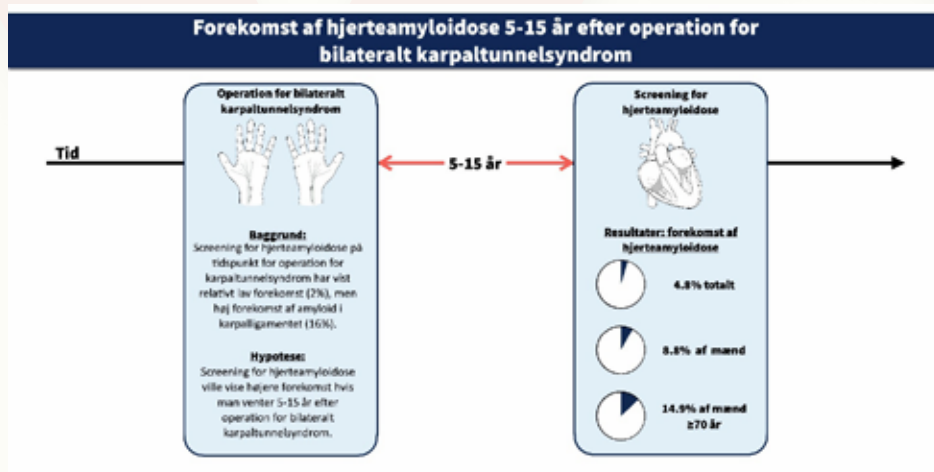 Forekomst af hjerteamyloidose 5-15 år efter operation for
bilateralt karpaltunnelsyndrom
Tid
Operation for bilateralt
karpaltunnelsyndrom
Baggrund:
Screening for hjerteamyloidose på
tidspunkt for operation for
karpaltunnelsyndrom har vist
relativt lav forekomst (2%), men
høj forekomst af amyloid i
karpalligamentet (16%).
Hypotese:
Screening for hjerteamyloidose
ville vise højere forekomst hvis
man venter 5-15 år efter
operation for bilateralt
karpaltunnelsyndrom.
5-15 år
Screening for
hjerteamyloidose
Resultater: forekomst af
hjerteamyloidose
4.8% totalt
8.8% af mænd
14.9% af mænd
≥70 år